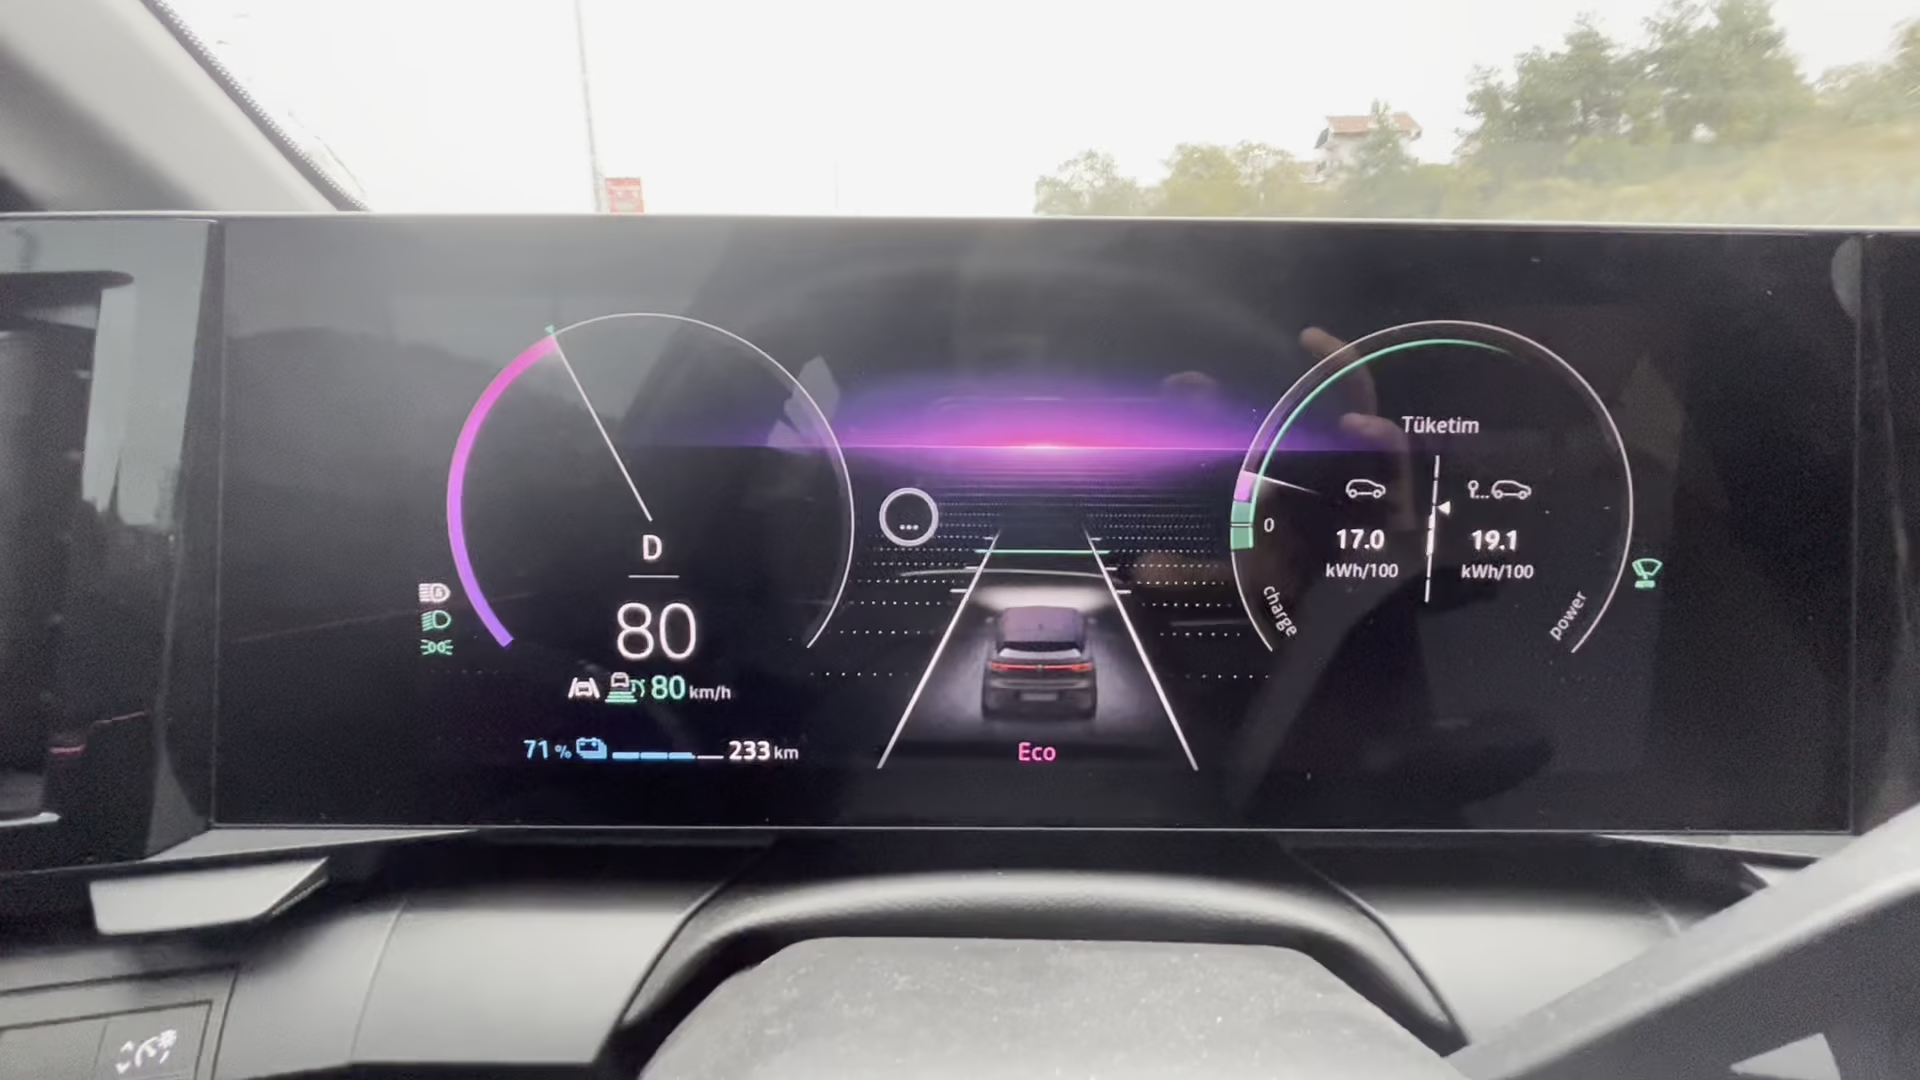 D
80
80 km/h
71 % 233 km
...
Eco
Tüketim
17.0 19.1
kWh/100 kWh/100
0
charge
power